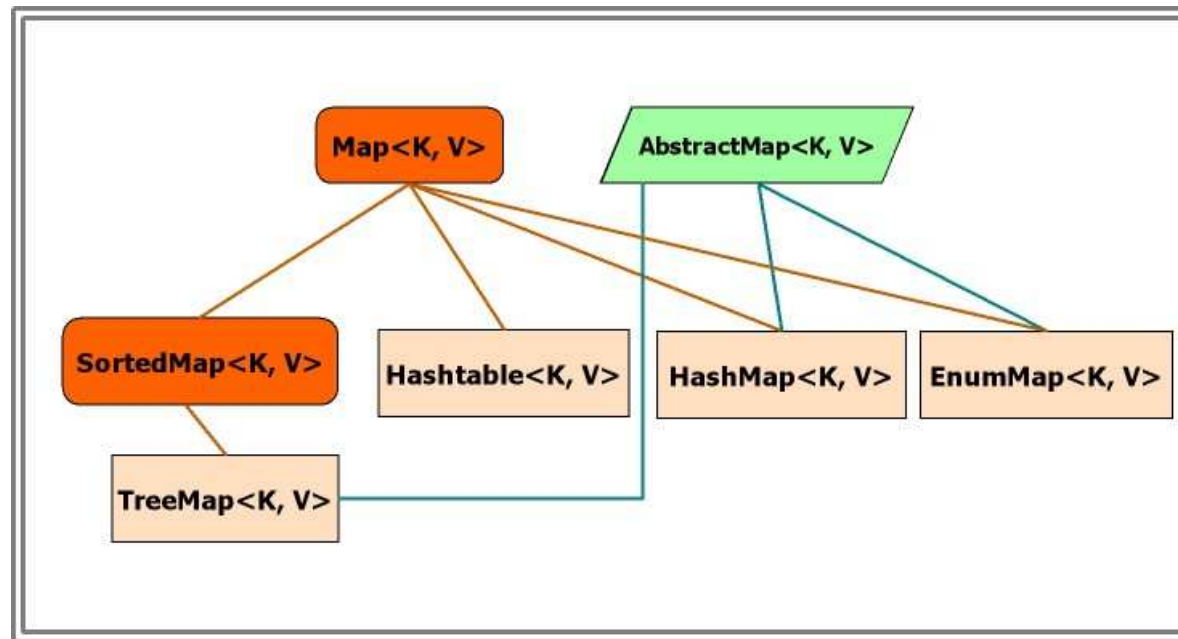 Map<K, V>
AbstractMap<K, V>
SortedMap<K, V>
Hashtable<K, V>
HashMap<K, V>
EnumMap<K, V>
TreeMap<K, V>